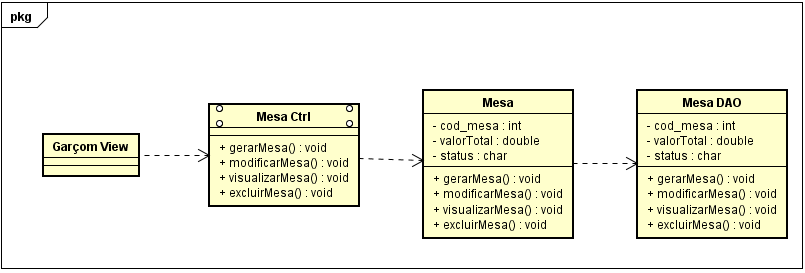 pkg
Garçom View
Mesa Ctrl
+ gerarMesa() : void
+ modificarMesa() : void
+ visualizarMesa() : void
+ excluirMesa() : void
Mesa
- cod_mesa : int
- valorTotal : double
- status : char
+ gerarMesa() : void
+ modificarMesa() : void
+ visualizarMesa() : void
+ excluirMesa() : void
Mesa DAO
- cod_mesa : int
- valorTotal : double
- status : char
+ gerarMesa() : void
+ modificarMesa() : void
+ visualizarMesa() : void
+ excluirMesa() : void